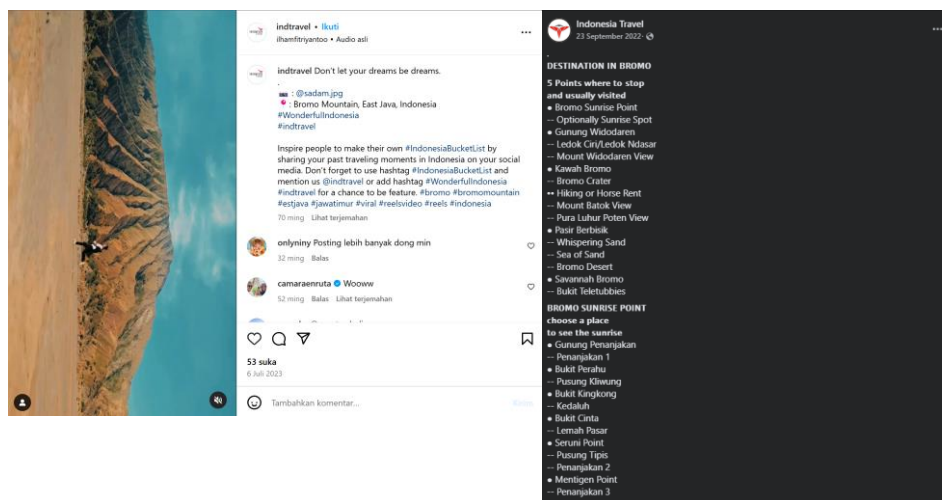 indtravel • Ikuti
ilhamfitriyantoo • Audio asli
indtravel Don't let your dreams be dreams.
.
: @sadam.jpg
: Bromo Mountain, East Java, Indonesia
#WonderfulIndonesia
#indtravel
Inspire people to make their own #IndonesiaBucketList by
sharing your past traveling moments in Indonesia on your social
media. Don't forget to use hashtag #IndonesiaBucketList and
mention us @indtravel or add hashtag #WonderfulIndonesia
#indtravel for a chance to be feature. #bromo #bromomountain
#estjava #jawatimur #viral #reelsvideo #reels #indonesia
70 ming Lihat terjemahan
onlyniny Posting lebih banyak dong min
32 ming Balas
camaraenruta Wooww
52 ming Balas Lihat terjemahan
53 suka
6 Juli 2023
Tambahkan komentar...
Kirim
Indonesia Travel
23 September 2022 ·
.
DESTINATION IN BROMO
5 Points where to stop
and usually visited
● Bromo Sunrise Point
-- Optionally Sunrise Spot
● Gunung Widodaren
-- Ledok Ciri/Ledok Ndasar
-- Mount Widodaren View
● Kawah Bromo
-- Bromo Crater
•• Hiking or Horse Rent
-- Mount Batok View
-- Pura Luhur Poten View
● Pasir Berbisik
-- Whispering Sand
-- Sea of Sand
-- Bromo Desert
● Savannah Bromo
-- Bukit Teletubbies
BROMO SUNRISE POINT
choose a place
to see the sunrise
● Gunung Penanjakan
-- Penanjakan 1
● Bukit Perahu
-- Pusung Kliwung
● Bukit Kingkong
-- Kedaluh
● Bukit Cinta
-- Lemah Pasar
● Seruni Point
-- Pusung Tipis
-- Penanjakan 2
● Mentigen Point
-- Penanjakan 3